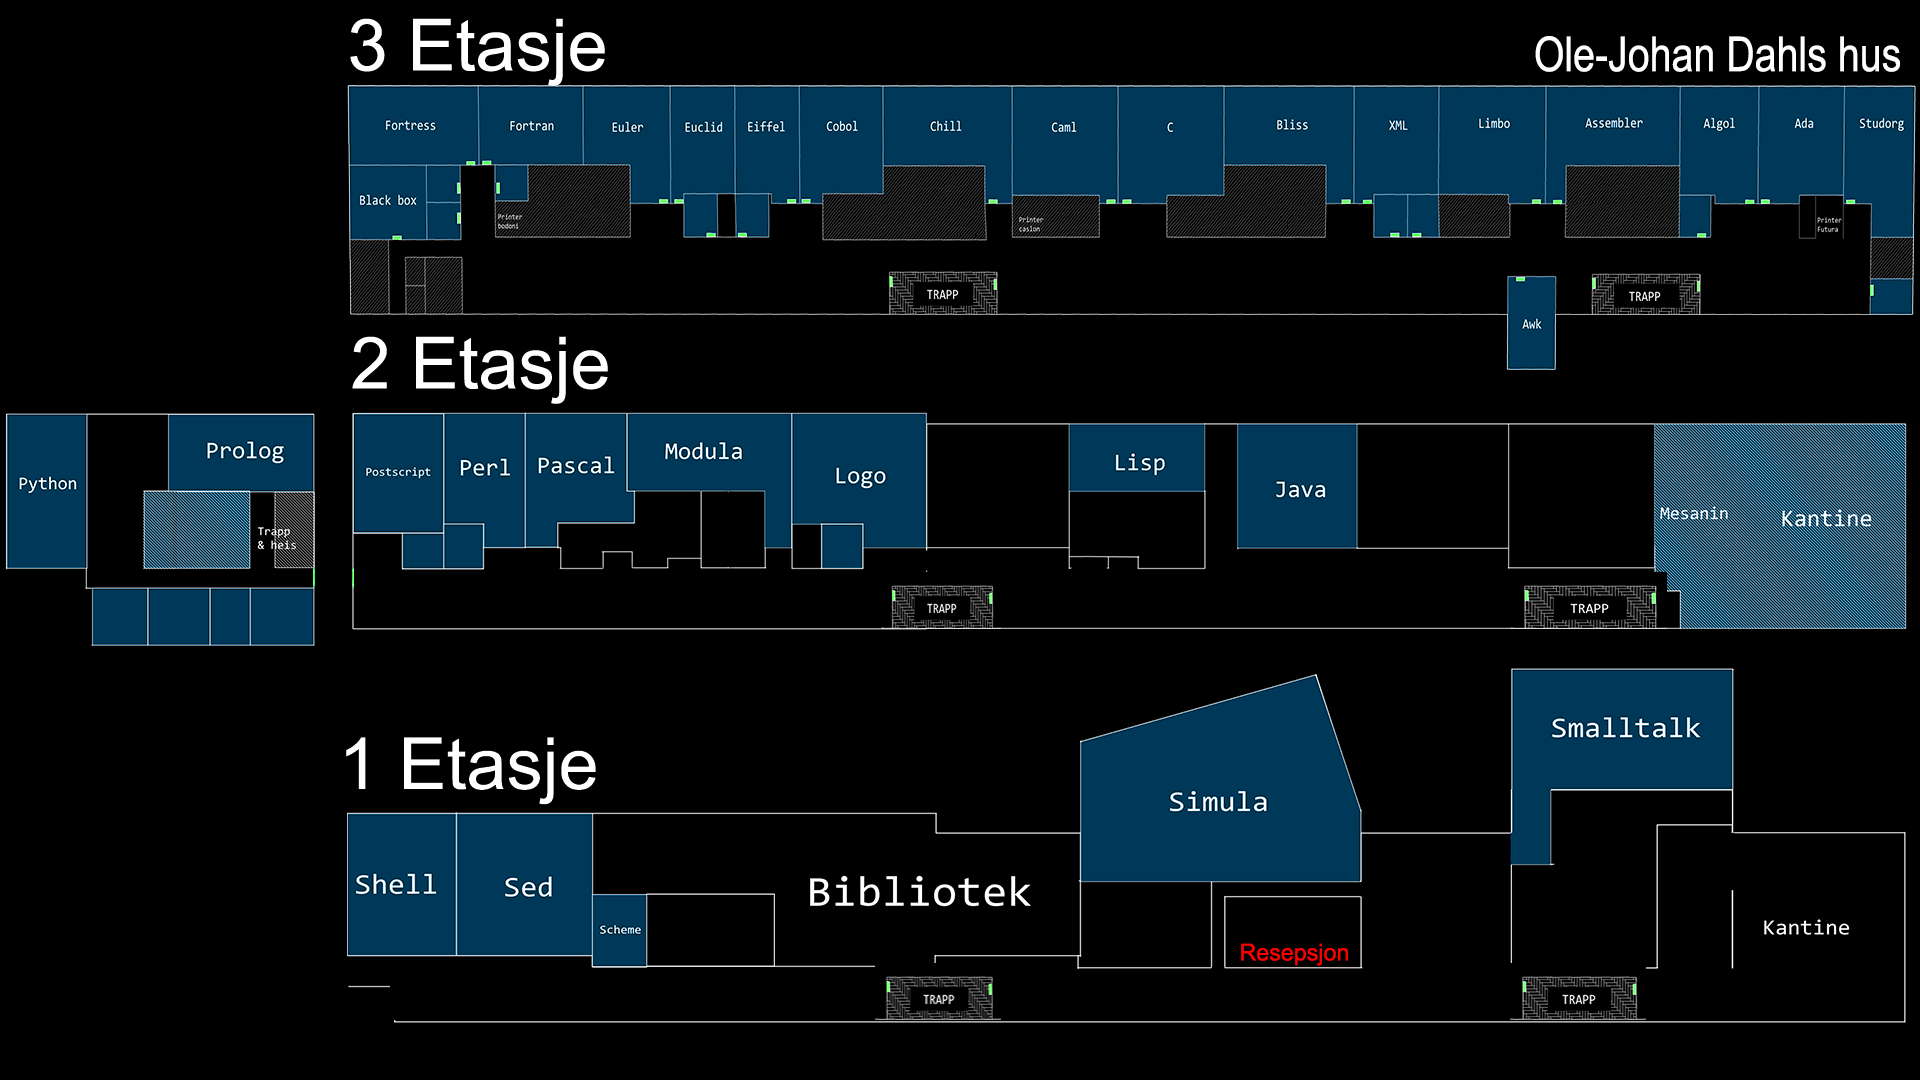 3 Etasje
Ole-Johan Dahls hus
Fortress
Fortran
Euler
Euclid
Eiffel
Cobol
Chill
Caml
C
Bliss
XML
Limbo
Assembler
Algol
Ada
Studorg
Black box
Printer
bodoni
Printer
caslon
Printer
Futura
TRAPP
TRAPP
Awk
2 Etasje
Python
Prolog
Trapp
& heis
Postscript
Perl
Pascal
Modula
Logo
Lisp
Java
Mesanin
Kantine
TRAPP
TRAPP
1 Etasje
Shell
Sed
Scheme
Bibliotek
Simula
Resepsjon
Smalltalk
Kantine
TRAPP
TRAPP